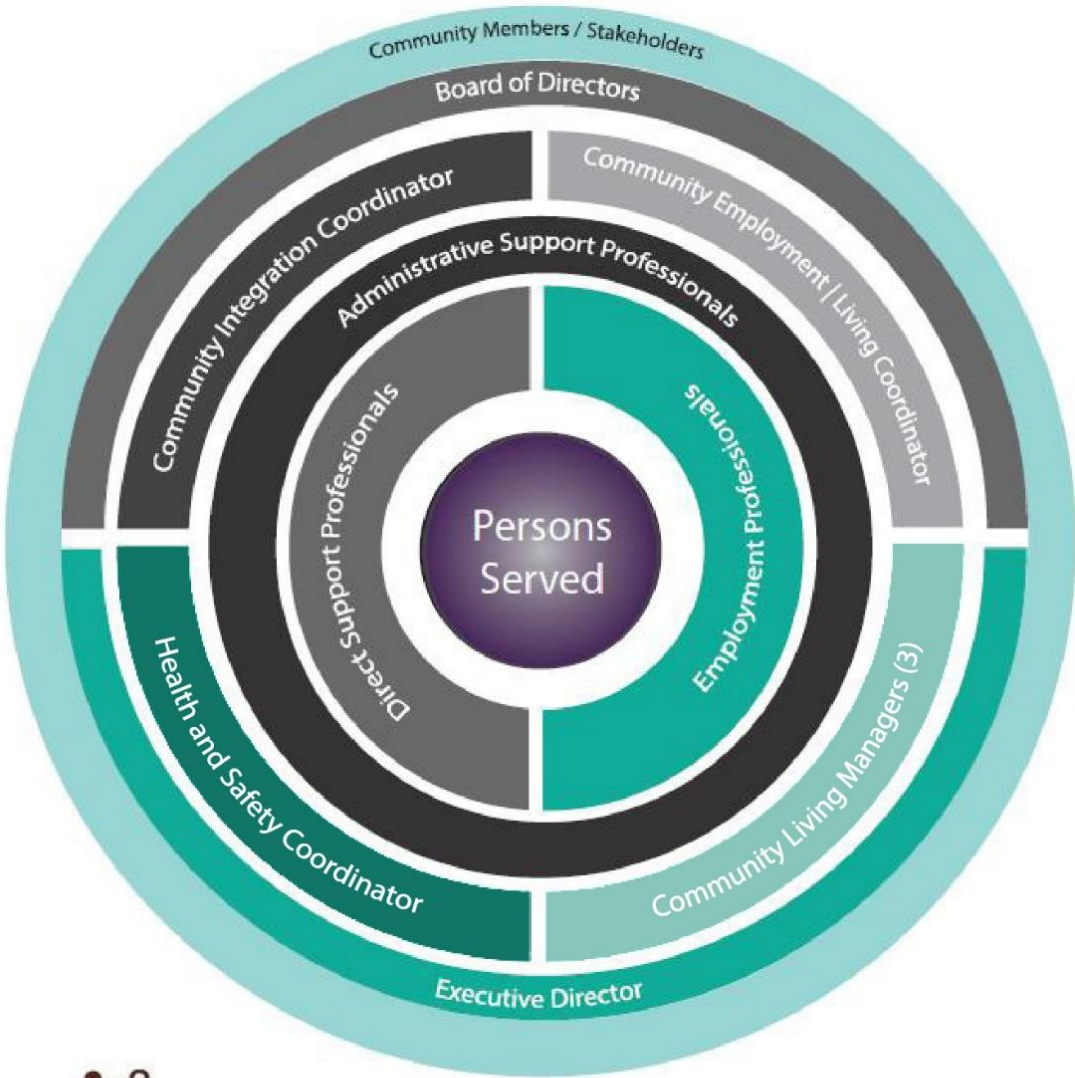 Community Members / Stakeholders
Board of Directors
Community Integration Coordinator
Community Employment | Living Coordinator
Administrative Support Professionals
Direct Support Professionals
Employment Professionals
Persons
Served
Health and Safety Coordinator
Community Living Managers (3)
Executive Director